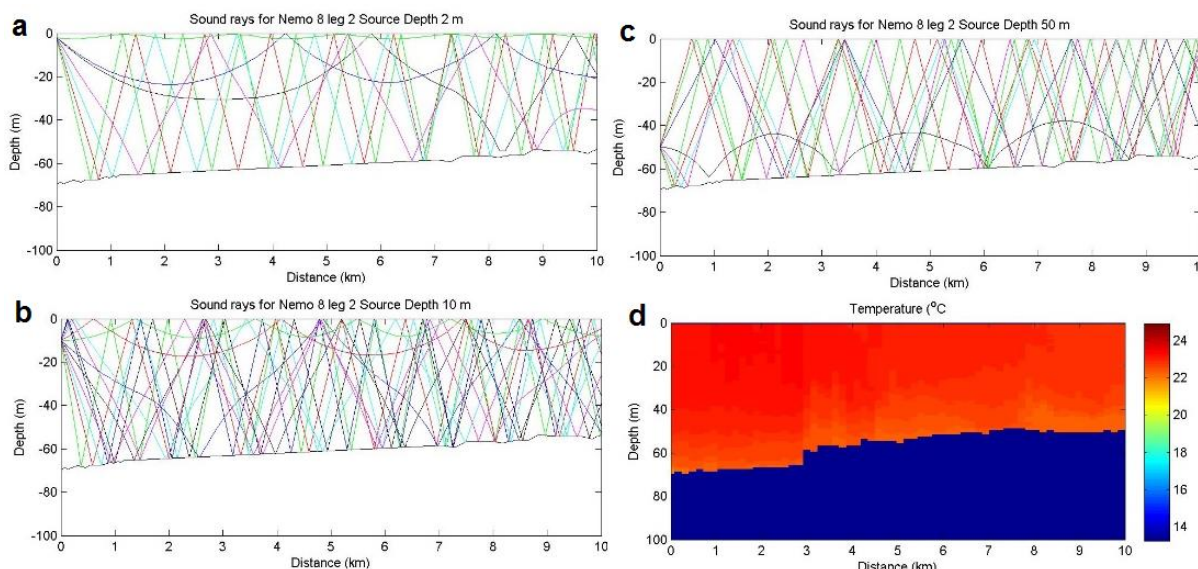 a
Sound rays for Nemo 8 leg 2 Source Depth 2 m
0
-20
-40
-60
-80
-100
Depth (m)
0 1 2 3 4 5 6 7 8 9 10
Distance (km)
b
Sound rays for Nemo 8 leg 2 Source Depth 10 m
0
-20
-40
-60
-80
-100
Depth (m)
0 1 2 3 4 5 6 7 8 9 10
Distance (km)
c
Sound rays for Nemo 8 leg 2 Source Depth 50 m
0
-20
-40
-60
-80
-100
Depth (m)
0 1 2 3 4 5 6 7 8 9 10
Distance (km)
d
Temperature (°C
0
20
40
60
80
100
Depth (m)
0 1 2 3 4 5 6 7 8 9 10
Distance (km)
24
22
20
18
16
14